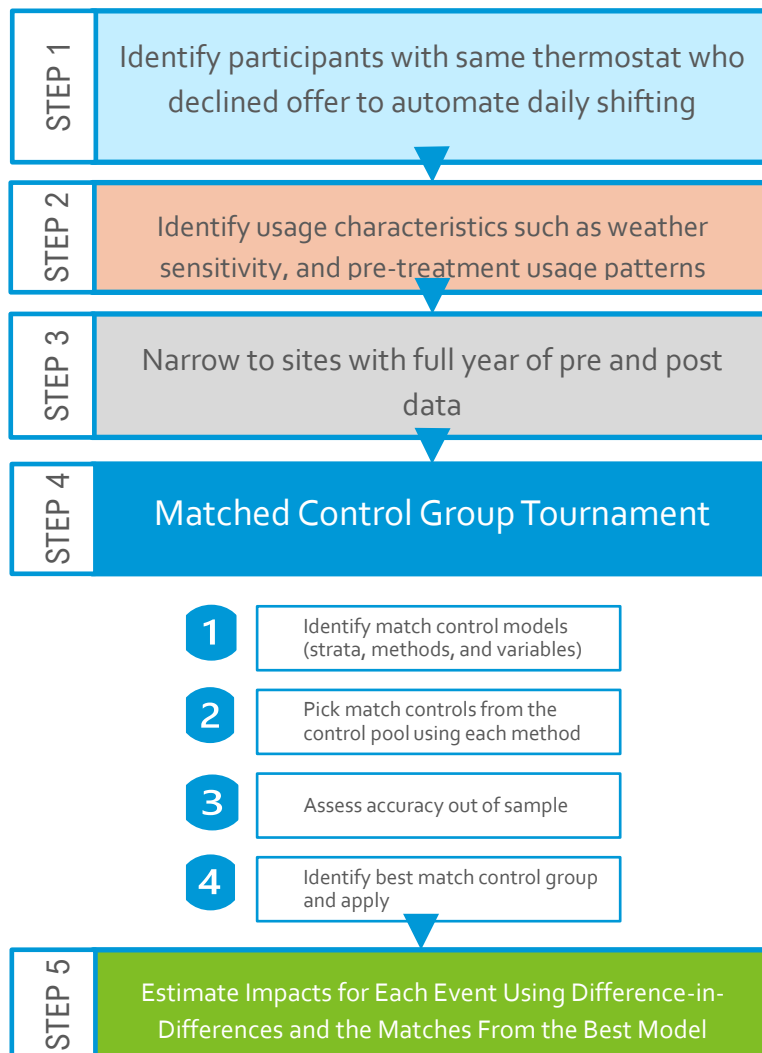 STEP 1
Identify participants with same thermostat who
declined offer to automate daily shifting
STEP 2
Identify usage characteristics such as weather
sensitivity, and pre-treatment usage patterns
STEP 3
Narrow to sites with full year of pre and post
data
STEP 4
Matched Control Group Tournament
1
Identify match control models
(strata, methods, and variables)
2
Pick match controls from the
control pool using each method
3
Assess accuracy out of sample
4
Identify best match control group
and apply
STEP 5
Estimate Impacts for Each Event Using Difference-in-
Differences and the Matches From the Best Model